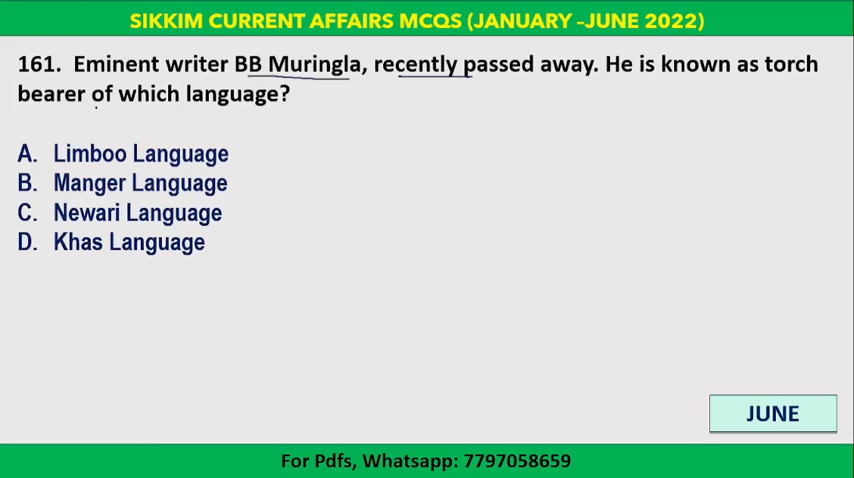 SIKKIM CURRENT AFFAIRS MCQS (JANUARY –JUNE 2022)
161. Eminent writer BB Muringla, recently passed away. He is known as torch
bearer of which language?
A. Limboo Language
B. Manger Language
C. Newari Language
D. Khas Language
JUNE
For Pdfs, Whatsapp: 7797058659